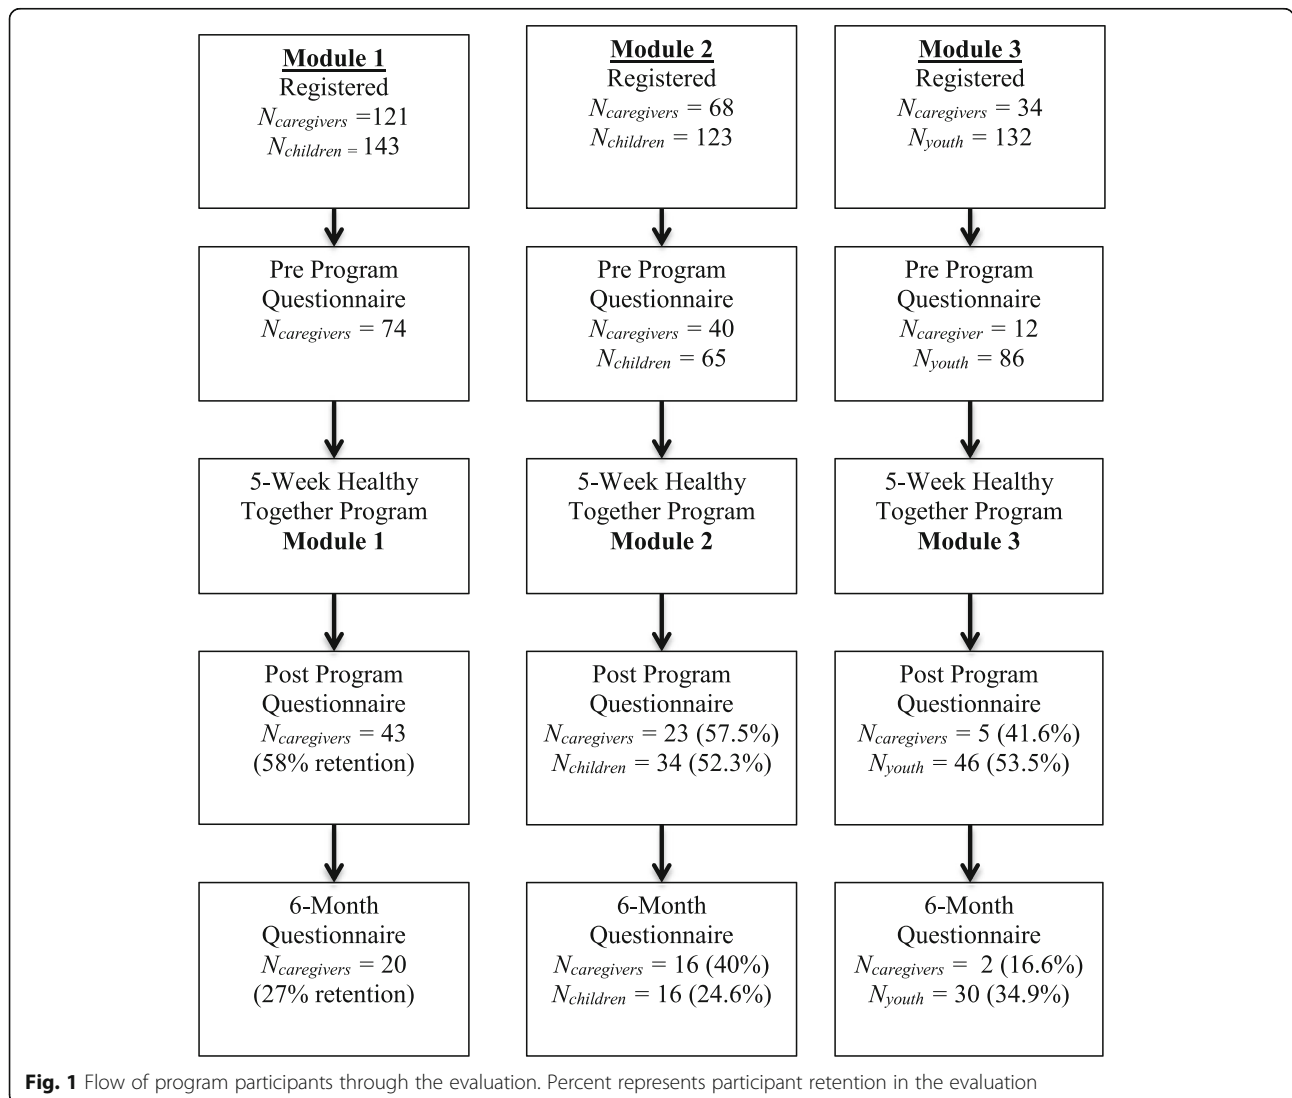 Module 1
Registered
Ncaregivers =121
Nchildren = 143
Module 2
Registered
Ncaregivers = 68
Nchildren = 123
Module 3
Registered
Ncaregivers = 34
Nyouth = 132
Pre Program
Questionnaire
Ncaregivers = 74
Pre Program
Questionnaire
Ncaregivers = 40
Nchildren = 65
Pre Program
Questionnaire
Ncaregiver = 12
Nyouth = 86
5-Week Healthy
Together Program
Module 1
5-Week Healthy
Together Program
Module 2
5-Week Healthy
Together Program
Module 3
Post Program
Questionnaire
Ncaregivers = 43
(58% retention)
Post Program
Questionnaire
Ncaregivers = 23 (57.5%)
Nchildren = 34 (52.3%)
Post Program
Questionnaire
Ncaregivers = 5 (41.6%)
Nyouth = 46 (53.5%)
6-Month
Questionnaire
Ncaregivers = 20
(27% retention)
6-Month
Questionnaire
Ncaregivers = 16 (40%)
Nchildren = 16 (24.6%)
6-Month
Questionnaire
Ncaregivers = 2 (16.6%)
Nyouth = 30 (34.9%)
Fig. 1 Flow of program participants through the evaluation. Percent represents participant retention in the evaluation